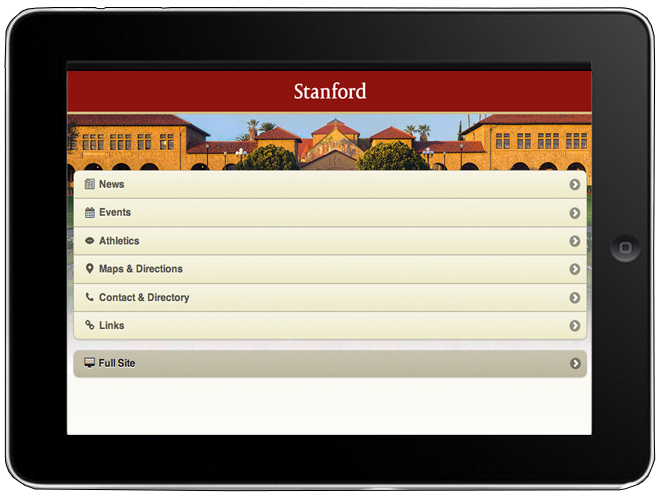 Stanford
News
Events
Athletics
Maps & Directions
Contact & Directory
Links
Full Site